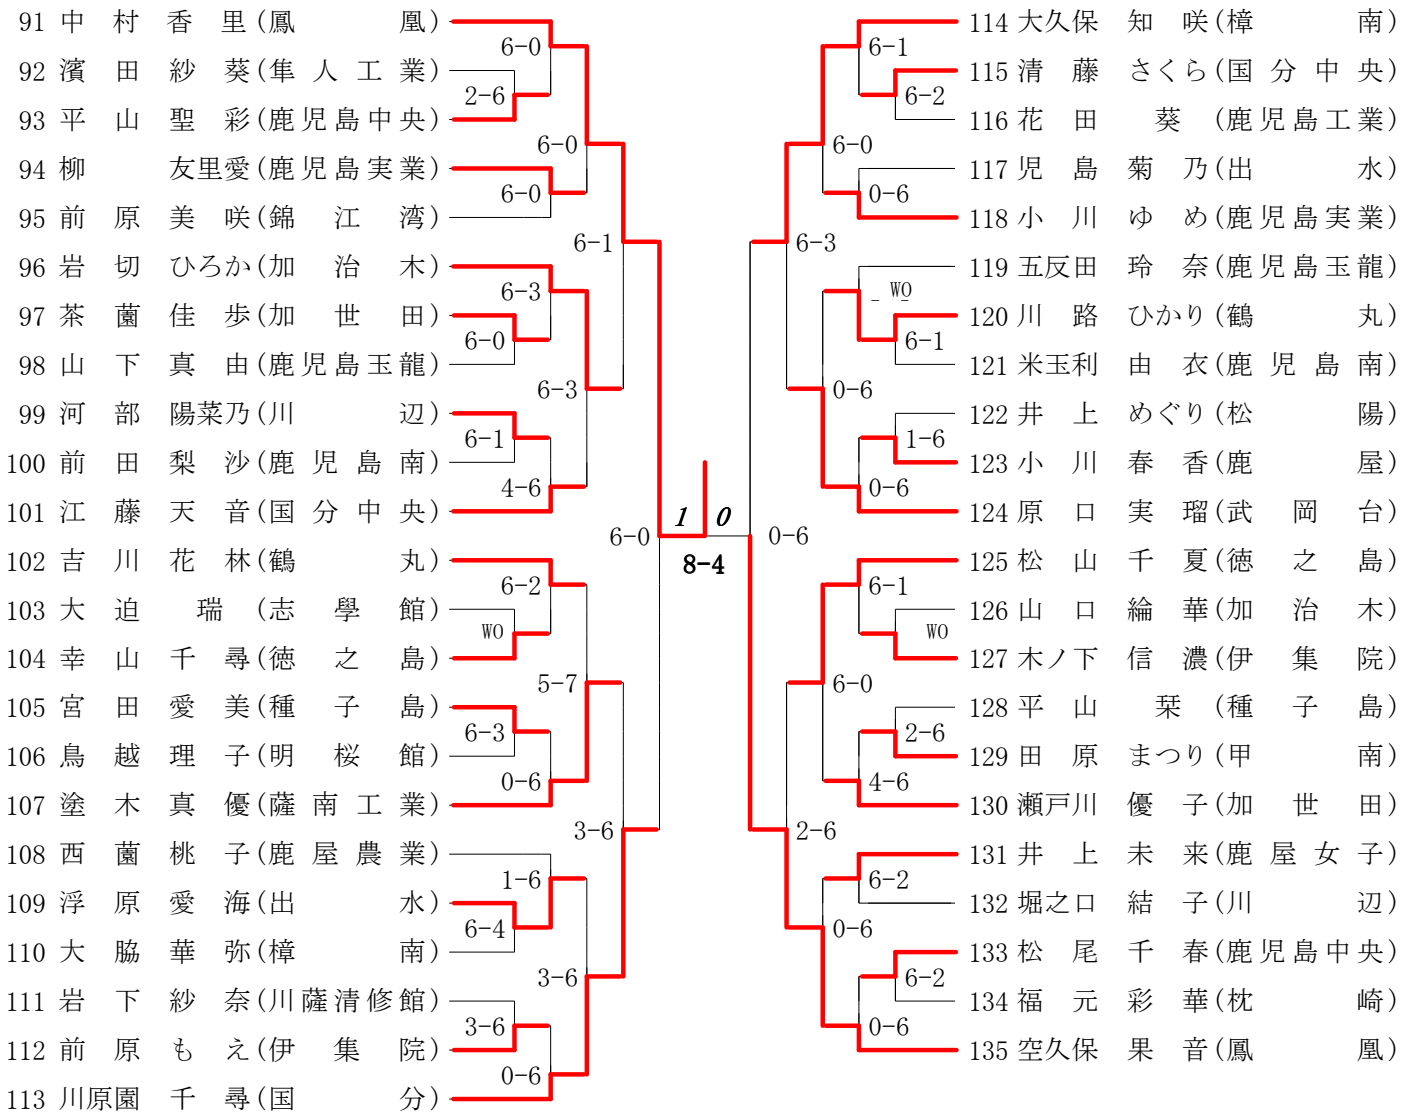 91 中村香里(鳳凰)
6-0
92 濱田紗葵(隼人工業)
2-6
93 平山聖彩(鹿児島中央)
6-0
94 柳 友里愛(鹿児島実業)
6-0
95 前原美咲(錦江湾)
6-1
96 岩切ひろか(加治木)
6-3
97 茶薗佳歩(加世田)
6-0
98 山下真由(鹿児島玉龍)
6-3
99 河部陽菜乃(川辺)
6-1
100 前田梨沙(鹿児島南)
4-6
101 江藤天音(国分中央)
6-0
102 吉川花林(鶴丸)
6-2
103 大迫瑞(志學館)
WO
104 幸山千尋(徳之島)
5-7
105 宮田愛美(種子島)
6-3
106 鳥越理子(明桜館)
0-6
107 塗木真優(薩南工業)
3-6
108 西薗桃子(鹿屋農業)
1-6
109 浮原愛海(出水)
6-4
110 大脇華弥(樟南)
3-6
111 岩下紗奈(川薩清修館)
3-6
112 前原もえ(伊集院)
0-6
113 川原園千尋(国分)
1 0
8-4
114 大久保知咲(樟南)
6-1
115 清藤さくら(国分中央)
6-2
116 花田葵(鹿児島工業)
6-0
117 児島菊乃(出水)
0-6
118 小川ゆめ(鹿児島実業)
6-3
119 五反田玲奈(鹿児島玉龍)
WO
120 川路ひかり(鶴丸)
6-1
121 米玉利由衣(鹿児島南)
0-6
122 井上めぐり(松陽)
1-6
123 小川春香(鹿屋)
0-6
124 原口実瑠(武岡台)
0-6
125 松山千夏(徳之島)
6-1
126 山口綸華(加治木)
WO
127 木ノ下信濃(伊集院)
6-0
128 平山栞(種子島)
2-6
129 田原まつり(甲南)
4-6
130 瀬戸川優子(加世田)
2-6
131 井上未来(鹿屋女子)
6-2
132 堀之口結子(川辺)
0-6
133 松尾千春(鹿児島中央)
6-2
134 福元彩華(枕崎)
0-6
135 空久保果音(鳳凰)